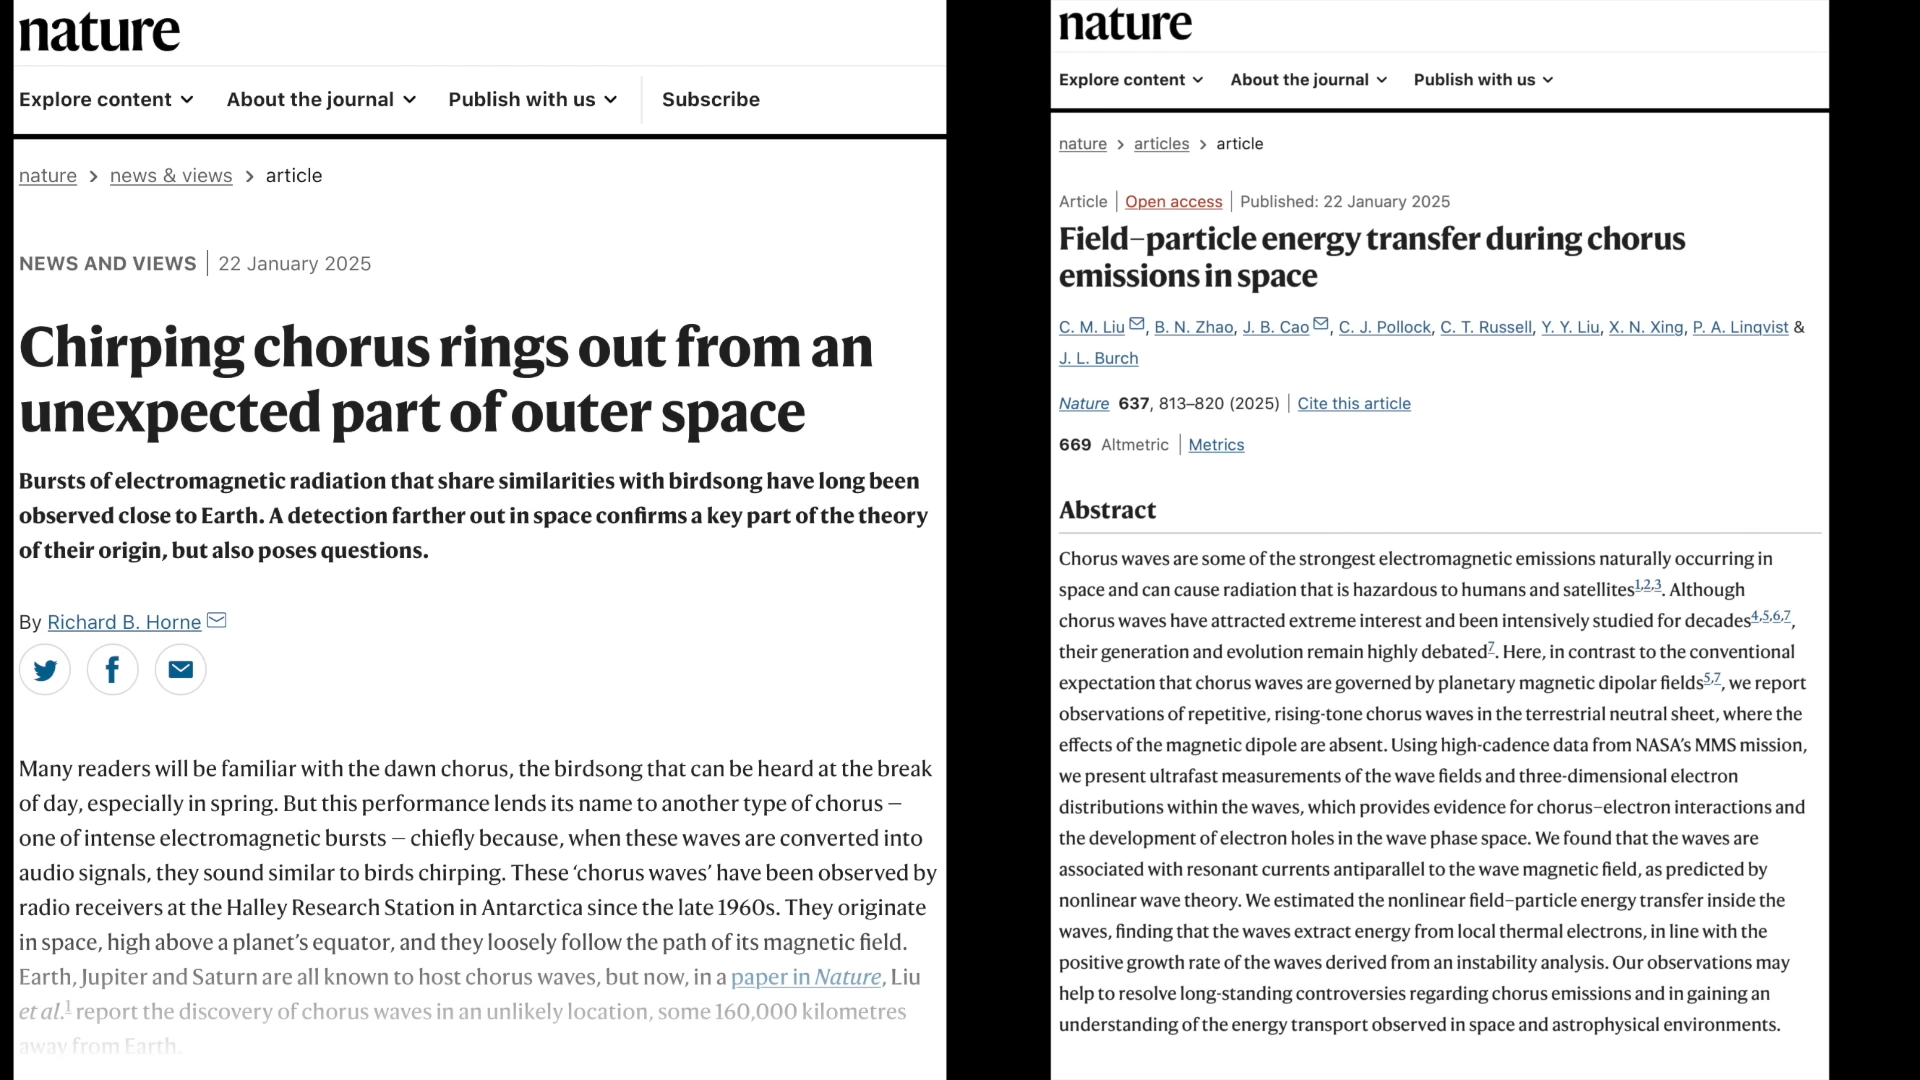 nature
Explore content About the journal Publish with us Subscribe
nature > news & views > article
NEWS AND VIEWS | 22 January 2025
Chirping chorus rings out from an
unexpected part of outer space
Bursts of electromagnetic radiation that share similarities with birdsong have long been
observed close to Earth. A detection farther out in space confirms a key part of the theory
of their origin, but also poses questions.
By Richard B. Horne
Many readers will be familiar with the dawn chorus, the birdsong that can be heard at the break
of day, especially in spring. But this performance lends its name to another type of chorus —
one of intense electromagnetic bursts — chiefly because, when these waves are converted into
audio signals, they sound similar to birds chirping. These ‘chorus waves’ have been observed by
radio receivers at the Halley Research Station in Antarctica since the late 1960s. They originate
in space, high above a planet’s equator, and they loosely follow the path of its magnetic field.
Earth, Jupiter and Saturn are all known to host chorus waves, but now, in a paper in Nature, Liu
et al.1 report the discovery of chorus waves in an unlikely location, some 160,000 kilometres
away from Earth.
nature
Explore content About the journal Publish with us
nature > articles > article
Article | Open access | Published: 22 January 2025
Field–particle energy transfer during chorus
emissions in space
C. M. Liu, B. N. Zhao, J. B. Cao, C. J. Pollock, C. T. Russell, Y. Y. Liu, X. N. Xing, P. A. Linqvist &
J. L. Burch
Nature 637, 813–820 (2025) | Cite this article
669 Altmetric | Metrics
Abstract
Chorus waves are some of the strongest electromagnetic emissions naturally occurring in
space and can cause radiation that is hazardous to humans and satellites1,2,3. Although
chorus waves have attracted extreme interest and been intensively studied for decades4,5,6,7,
their generation and evolution remain highly debated7. Here, in contrast to the conventional
expectation that chorus waves are governed by planetary magnetic dipolar fields5,7, we report
observations of repetitive, rising-tone chorus waves in the terrestrial neutral sheet, where the
effects of the magnetic dipole are absent. Using high-cadence data from NASA’s MMS mission,
we present ultrafast measurements of the wave fields and three-dimensional electron
distributions within the waves, which provides evidence for chorus–electron interactions and
the development of electron holes in the wave phase space. We found that the waves are
associated with resonant currents antiparallel to the wave magnetic field, as predicted by
nonlinear wave theory. We estimated the nonlinear field–particle energy transfer inside the
waves, finding that the waves extract energy from local thermal electrons, in line with the
positive growth rate of the waves derived from an instability analysis. Our observations may
help to resolve long-standing controversies regarding chorus emissions and in gaining an
understanding of the energy transport observed in space and astrophysical environments.